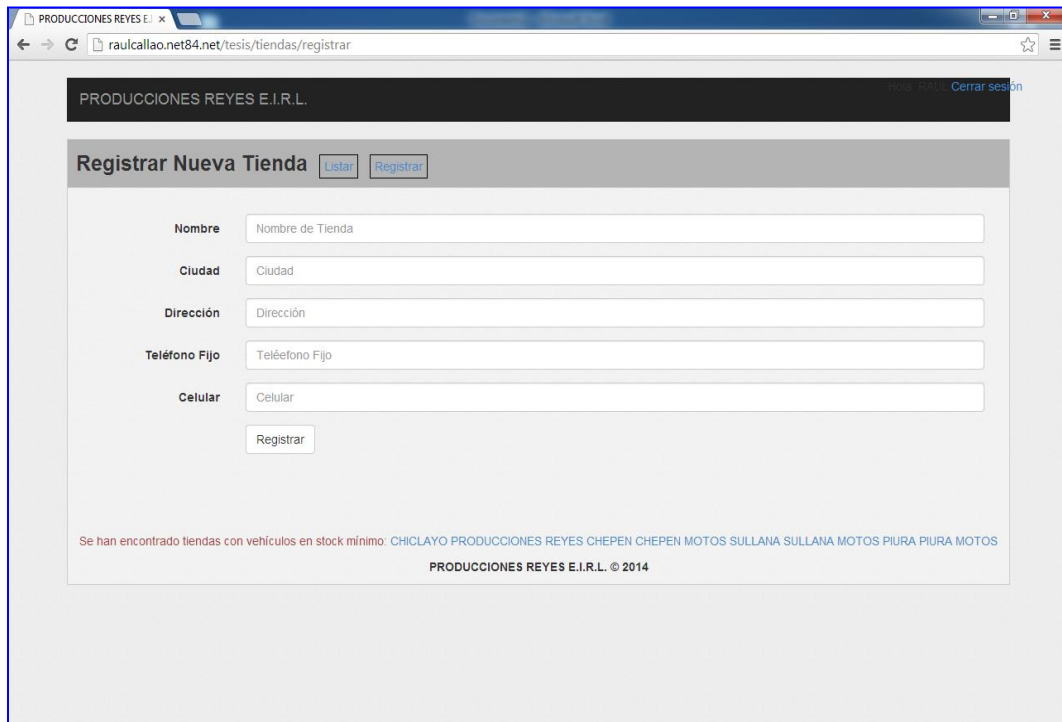 PRODUCCIONES REYES E.I
raulcallao.net84.net/tesis/tiendas/registrar
PRODUCCIONES REYES E.I.R.L.
Hola RAUL Cerrar sesión
Registrar Nueva Tienda Listar Registrar
Nombre Nombre de Tienda
Ciudad Ciudad
Dirección Dirección
Teléfono Fijo Teléefono Fijo
Celular Celular
Registrar
Se han encontrado tiendas con vehículos en stock mínimo: CHICLAYO PRODUCCIONES REYES CHEPEN CHEPEN MOTOS SULLANA SULLANA MOTOS PIURA PIURA MOTOS
PRODUCCIONES REYES E.I.R.L. © 2014